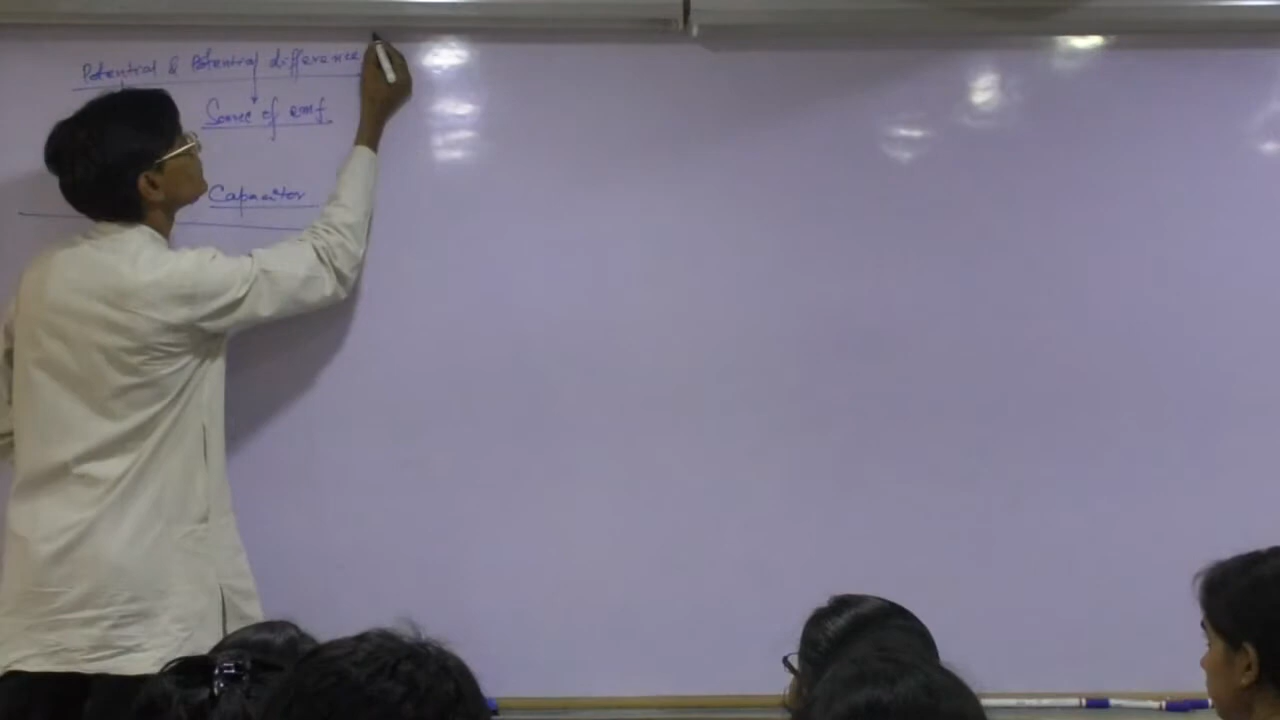 Potential & Potential difference
Source of emf
Capacitor